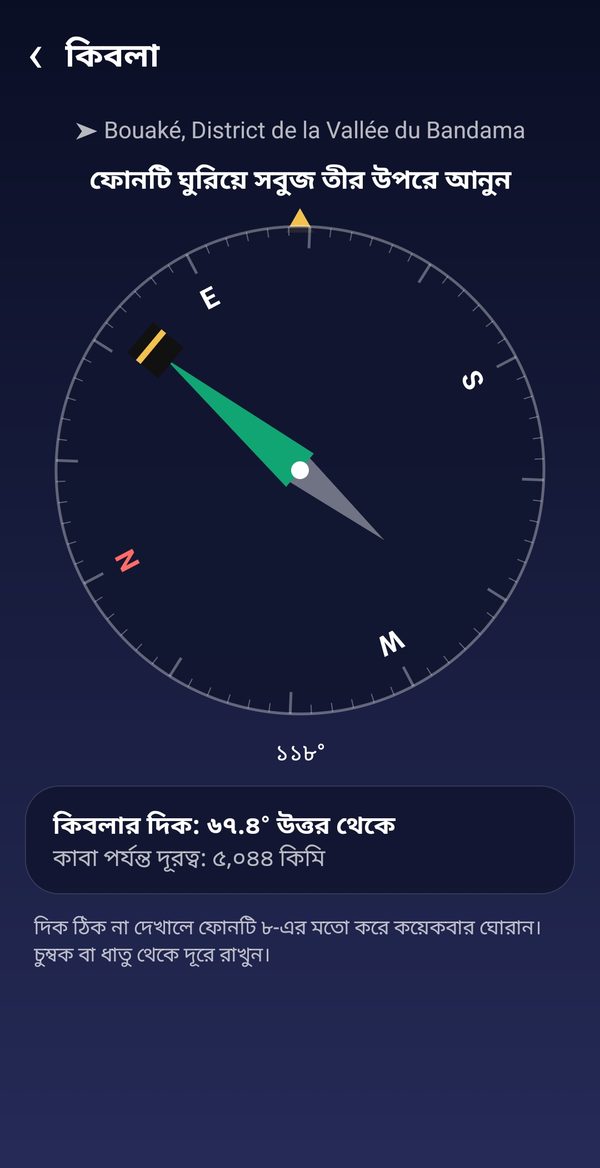 কিবলা
Bouaké, District de la Vallée du Bandama
ফোনটি ঘুরিয়ে সবুজ তীর উপরে আনুন
E
S
N
W
১১৮°
কিবলার দিক: ৬৭.৪° উত্তর থেকে
কাবা পর্যন্ত দূরত্ব: ৫,০৪৪ কিমি
দিক ঠিক না দেখালে ফোনটি ৮-এর মতো করে কয়েকবার ঘোরান।
চুম্বক বা ধাতু থেকে দূরে রাখুন।